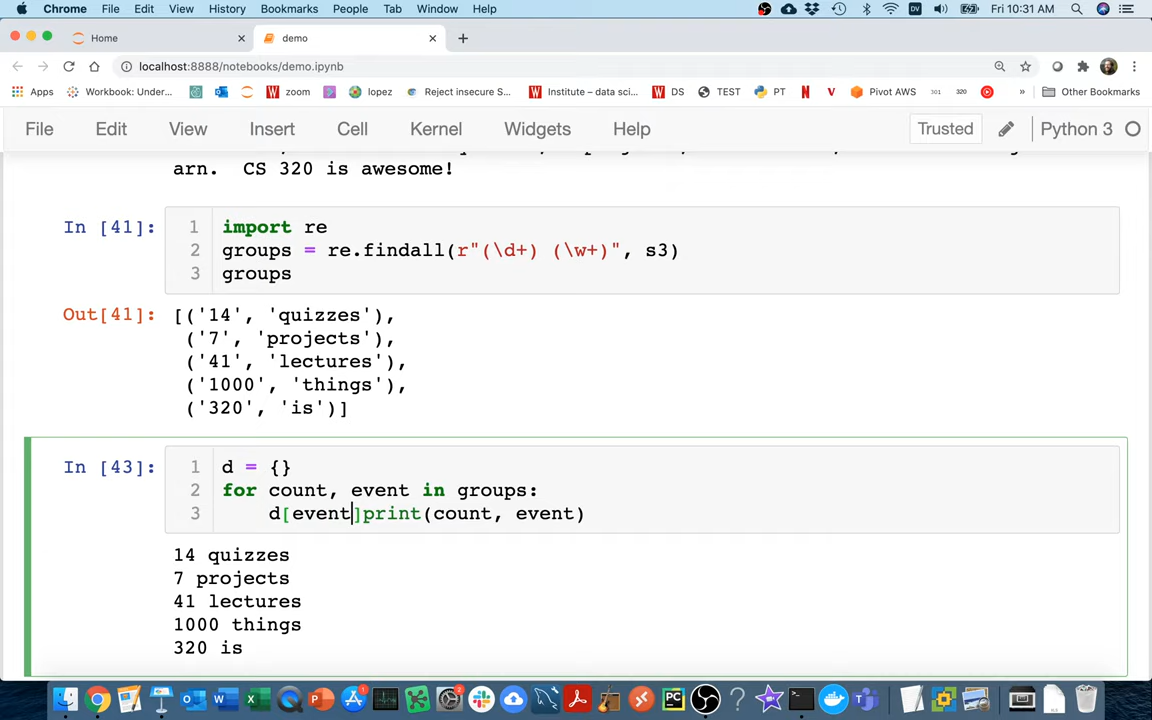 Chrome File Edit View History Bookmarks People Tab Window Help DV Fri 10:31 AM
Home demo
localhost:8888/notebooks/demo.ipynb
Apps Workbook: Under... zoom lopez Reject insecure S... Institute – data sci... DS TEST PT Pivot AWS 301 320 » Other Bookmarks
File Edit View Insert Cell Kernel Widgets Help Trusted Python 3
arn. CS 320 is awesome!
In [41]: 1 import re
2 groups = re.findall(r"(\d+) (\w+)", s3)
3 groups
Out[41]: [('14', 'quizzes'),
('7', 'projects'),
('41', 'lectures'),
('1000', 'things'),
('320', 'is')]
In [43]: 1 d = {}
2 for count, event in groups:
3 d[event]print(count, event)
14 quizzes
7 projects
41 lectures
1000 things
320 is